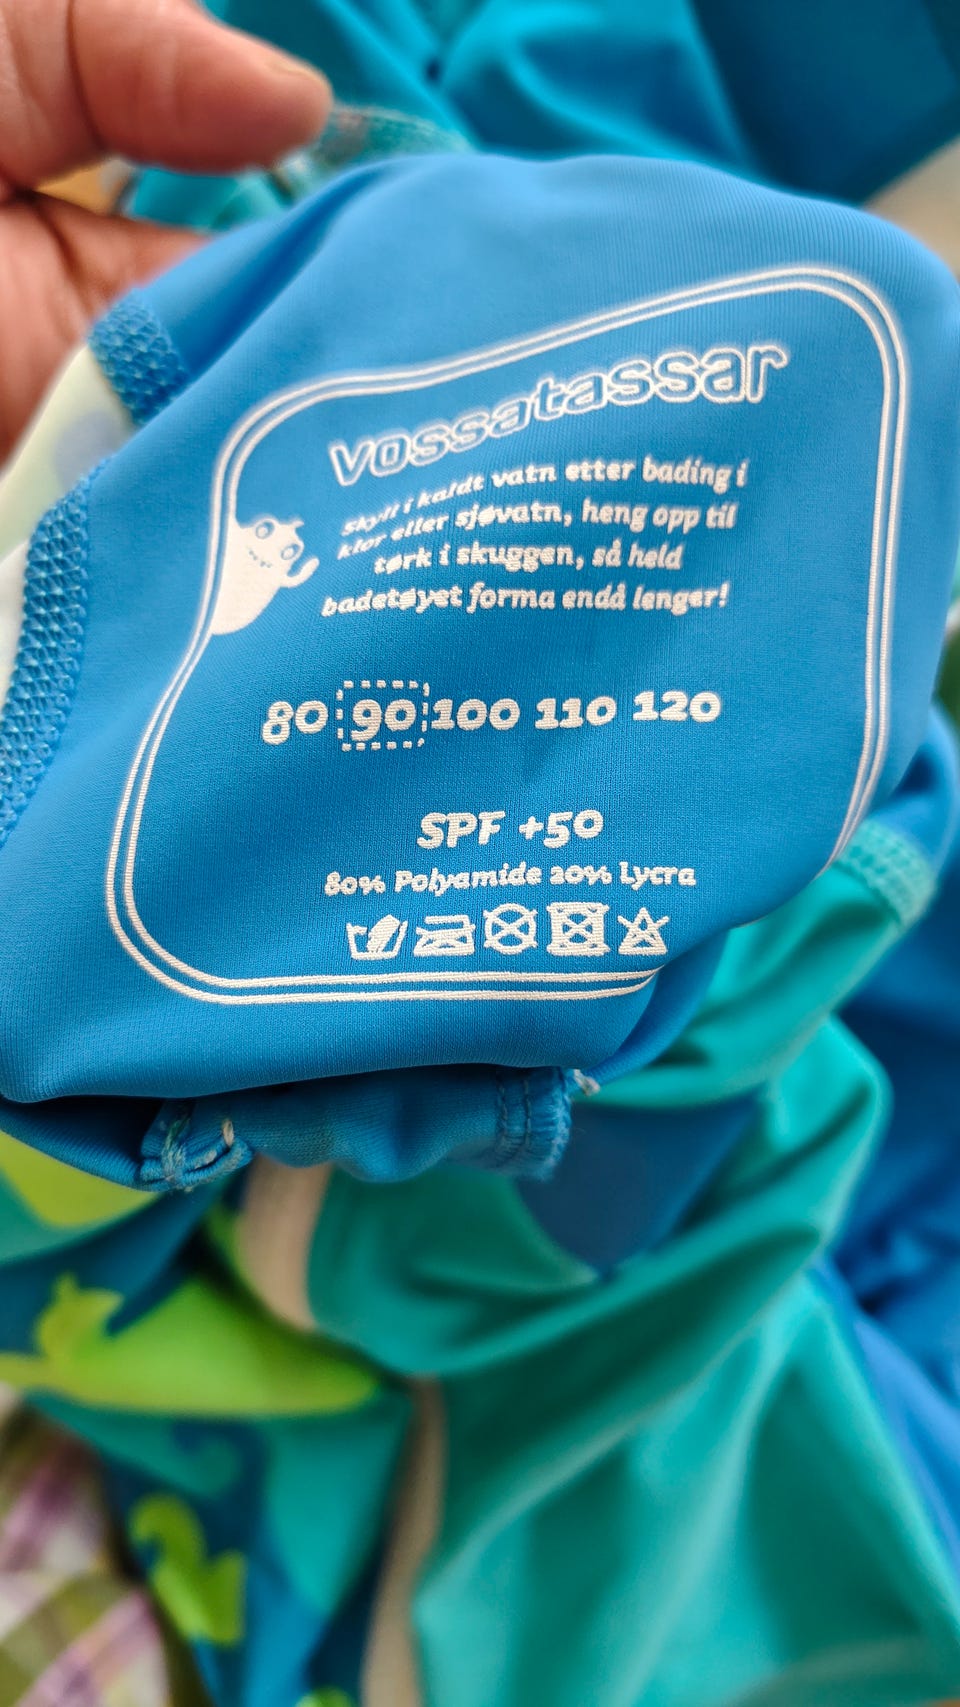 vossatassar
Skyll i kaldt vatn etter bading i
klor eller sjøvatn, heng opp til
tørk i skuggen, så held
badetøyet forma endå lenger!
80 90 100 110 120
SPF +50
80% Polyamide 20% Lycra